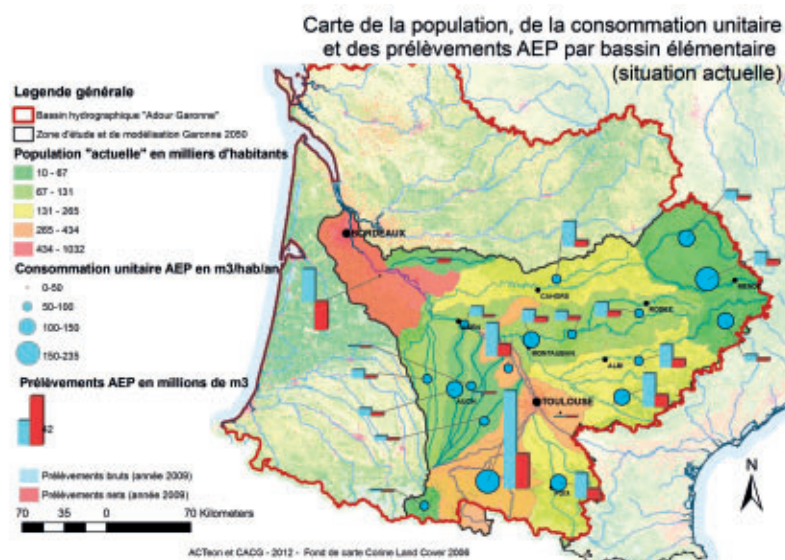 Carte de la population, de la consommation unitaire
et des prélèvements AEP par bassin élémentaire
(situation actuelle)
Legende générale
Bassin hydrographique "Adour Garonne"
Zone d'étude et de modélisation Garonne 2050
Population "actuelle" en milliers d'habitants
10 - 67
67 - 131
131 - 265
265 - 434
434 - 1032
Consommation unitaire AEP en m3/hab/an
0-50
50-100
100-150
150-235
Prélèvements AEP en millions de m3
42
Prélèvements bruts (année 2009)
Prélèvements nets (année 2009)
70 35 0 70 Kilometers
BORDEAUX
CAHORS
MENDE
RODEZ
MONTAUBAN
ALBI
AUCH
TOULOUSE
FOIX
N
ACTeon et CACG - 2012 - Fond de carte Corine Land Cover 2006